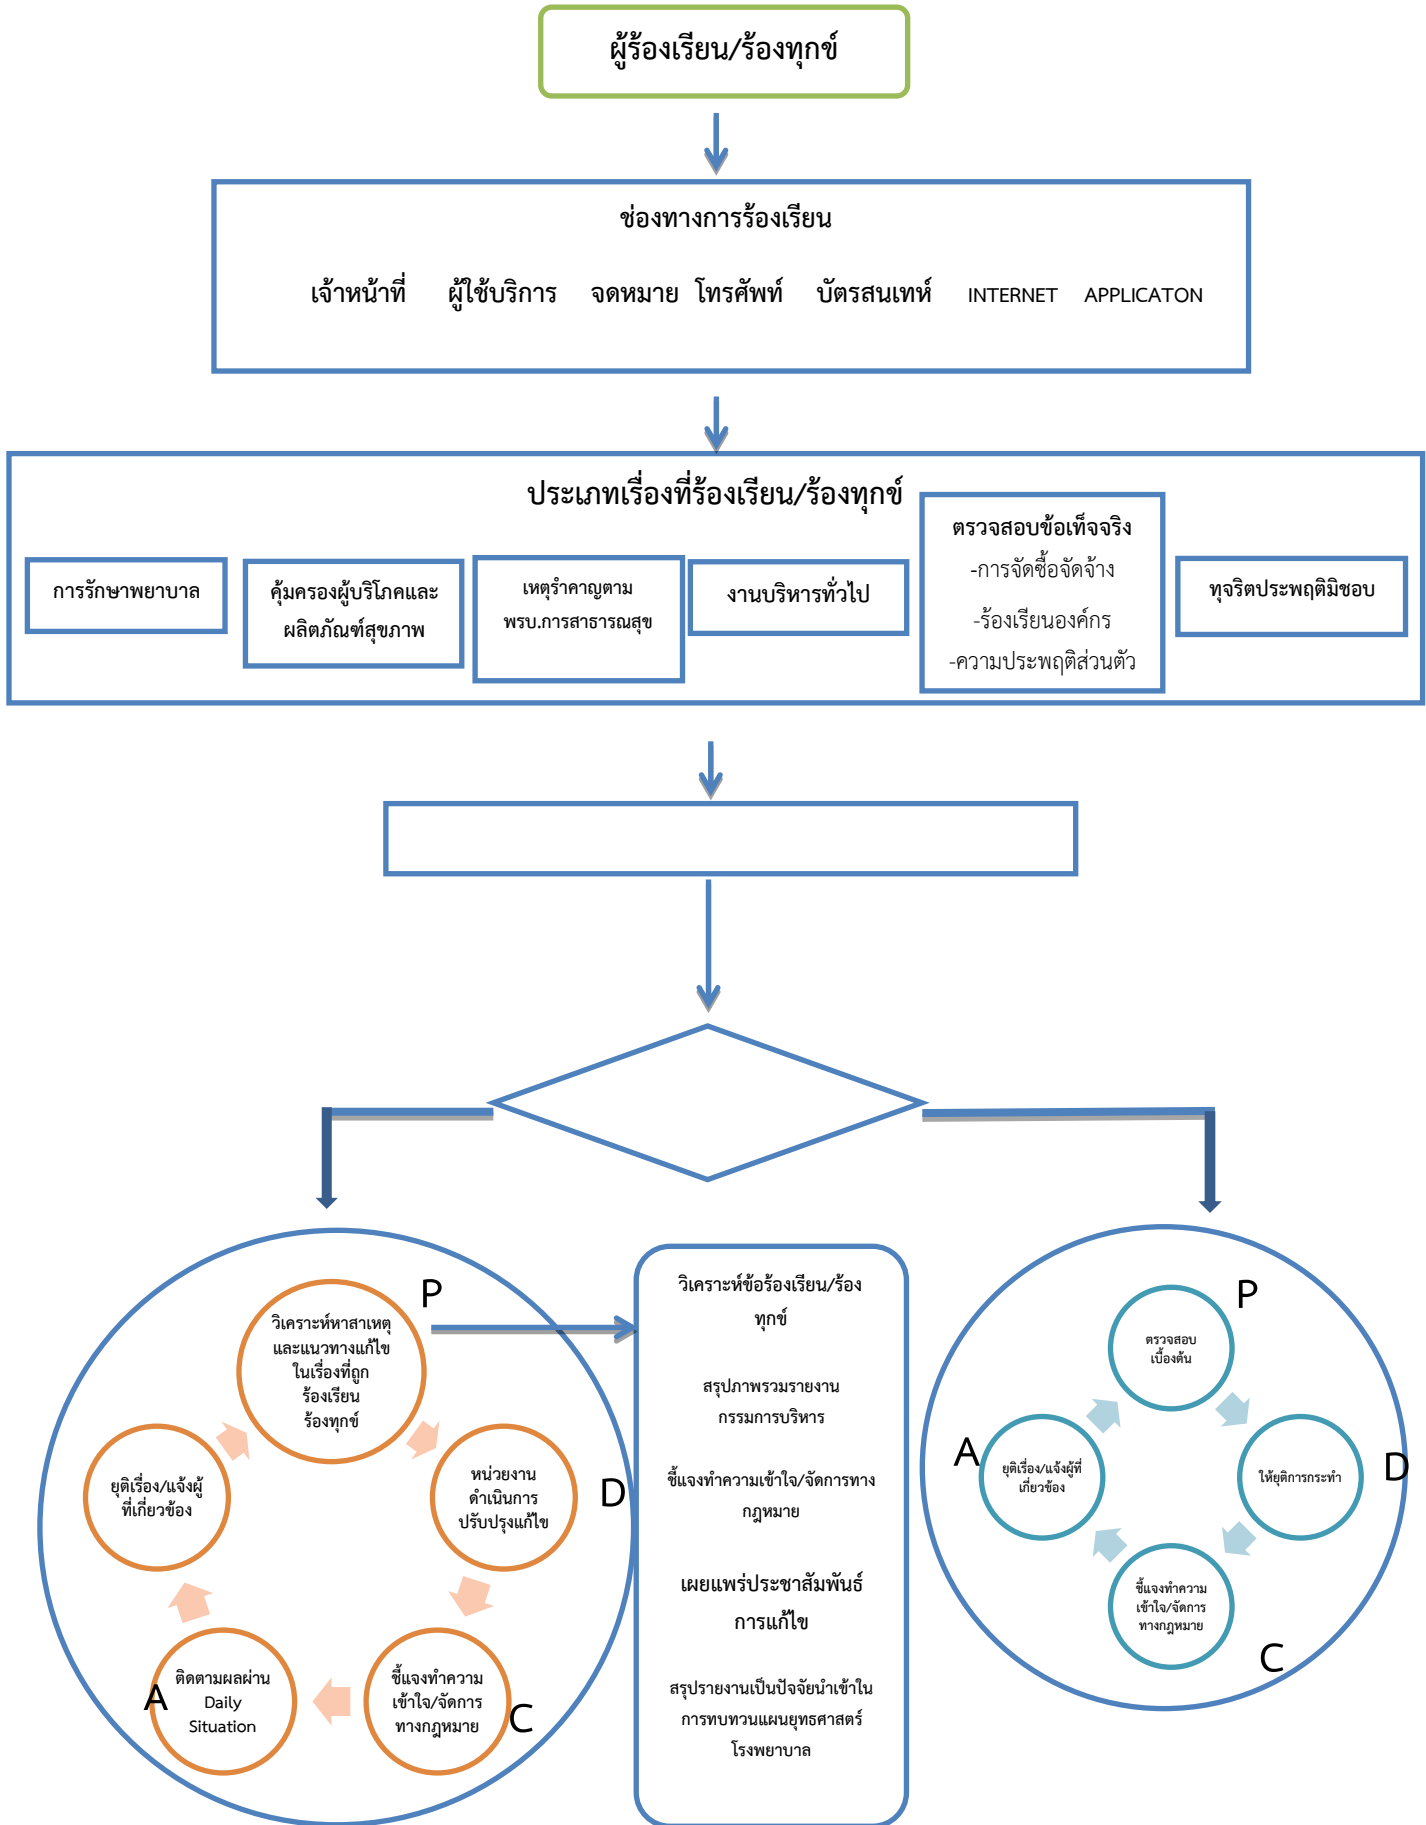 ผู้ร้องเรียน/ร้องทุกข์
ช่องทางการร้องเรียน
เจ้าหน้าที่ ผู้ใช้บริการ จดหมาย โทรศัพท์ บัตรสนเทห์ INTERNET APPLICATON
ประเภทเรื่องที่ร้องเรียน/ร้องทุกข์
การรักษาพยาบาล
คุ้มครองผู้บริโภคและ
ผลิตภัณฑ์สุขภาพ
เหตุรำคาญตาม
พรบ.การสาธารณสุข
งานบริหารทั่วไป
ตรวจสอบข้อเท็จจริง
-การจัดซื้อจัดจ้าง
-ร้องเรียนองค์กร
-ความประพฤติส่วนตัว
ทุจริตประพฤติมิชอบ
P
วิเคราะห์หาสาเหตุ
และแนวทางแก้ไข
ในเรื่องที่ถูก
ร้องเรียน
ร้องทุกข์
D
หน่วยงาน
ดำเนินการ
ปรับปรุงแก้ไข
C
ชี้แจงทำความ
เข้าใจ/จัดการ
ทางกฎหมาย
A
ติดตามผลผ่าน
Daily
Situation
ยุติเรื่อง/แจ้งผู้
ที่เกี่ยวข้อง
วิเคราะห์ข้อร้องเรียน/ร้อง
ทุกข์
สรุปภาพรวมรายงาน
กรรมการบริหาร
ชี้แจงทำความเข้าใจ/จัดการทาง
กฎหมาย
เผยแพร่ประชาสัมพันธ์
การแก้ไข
สรุปรายงานเป็นปัจจัยนำเข้าใน
การทบทวนแผนยุทธศาสตร์
โรงพยาบาล
P
ตรวจสอบ
เบื้องต้น
D
ให้ยุติการกระทำ
C
ชี้แจงทำความ
เข้าใจ/จัดการ
ทางกฎหมาย
A
ยุติเรื่อง/แจ้งผู้ที่
เกี่ยวข้อง